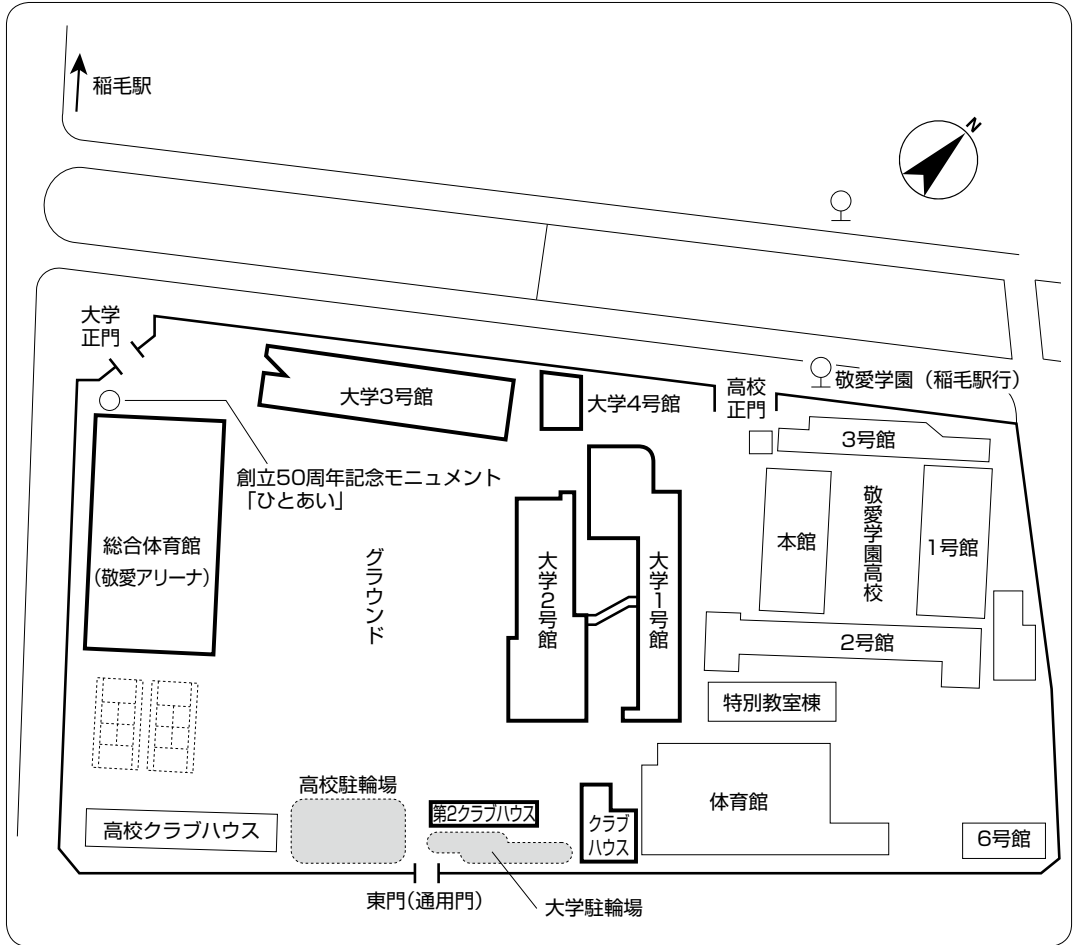 稲毛駅
N
大学
正門
大学3号館
大学4号館
高校
正門
敬愛学園（稲毛駅行）
3号館
創立50周年記念モニュメント
「ひとあい」
総合体育館
（敬愛アリーナ）
グラウンド
大学2号館
大学1号館
本館
敬愛学園高校
1号館
2号館
特別教室棟
高校駐輪場
高校クラブハウス
第2クラブハウス
クラブ
ハウス
体育館
6号館
東門（通用門）
大学駐輪場